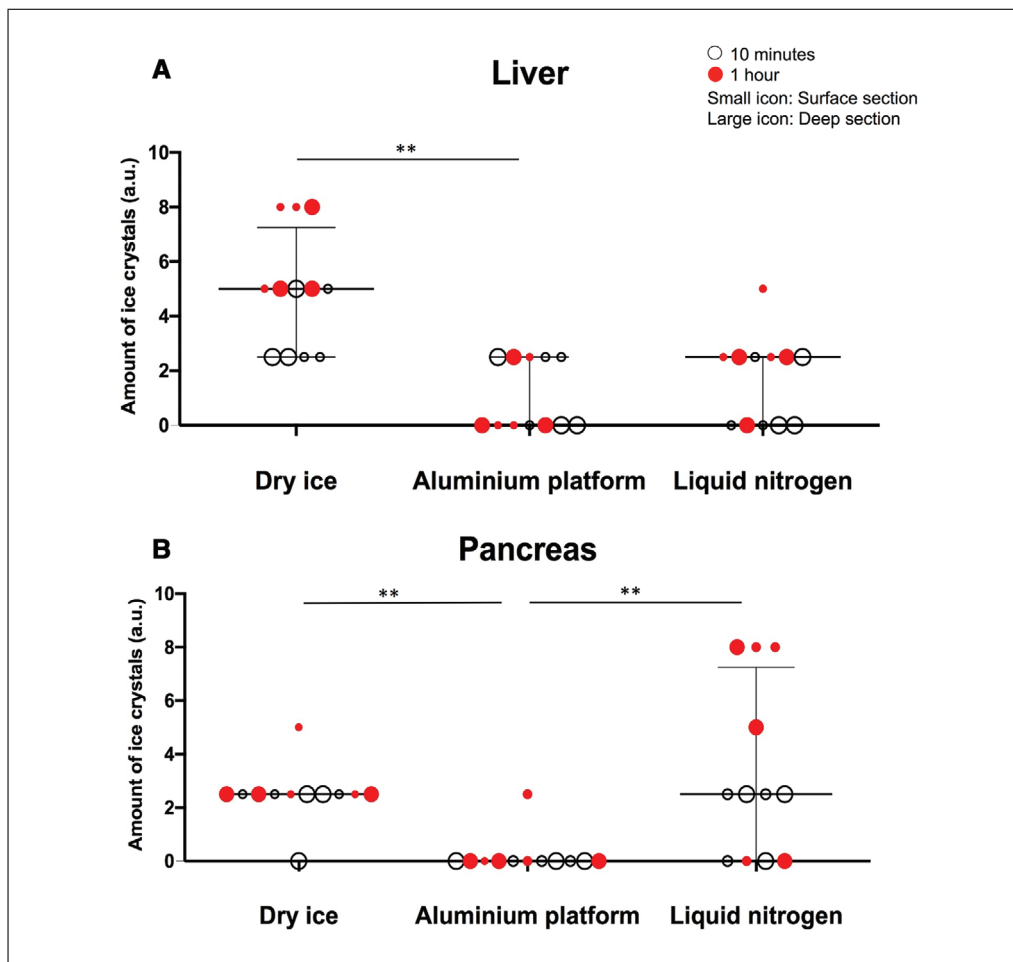 A
Liver
10 minutes
1 hour
Small icon: Surface section
Large icon: Deep section
Amount of ice crystals (a.u.)
10
8
6
4
2
0
**
Dry ice
Aluminium platform
Liquid nitrogen
B
Pancreas
Amount of ice crystals (a.u.)
10
8
6
4
2
0
**
**
Dry ice
Aluminium platform
Liquid nitrogen